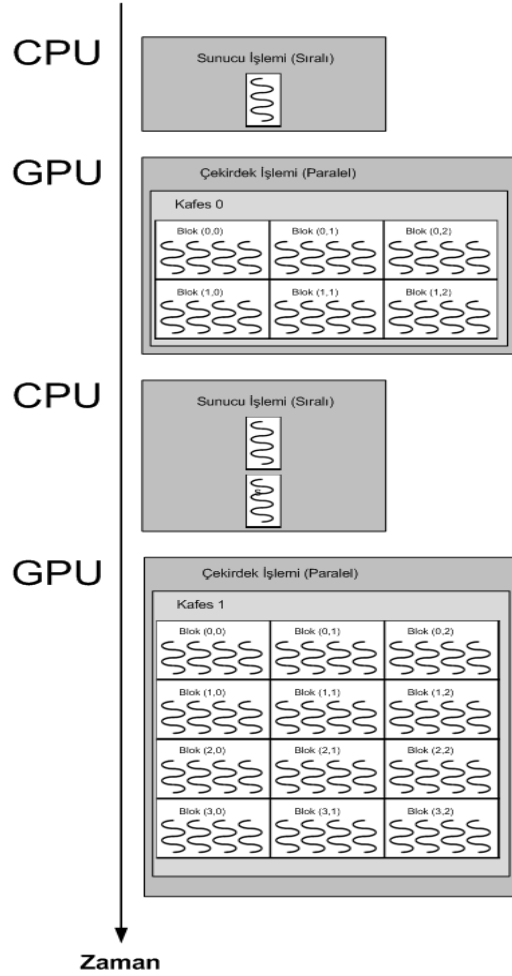 CPU
Sunucu İşlemi (Sıralı)
GPU
Çekirdek İşlemi (Paralel)
Kafes 0
Blok (0,0) Blok (0,1) Blok (0,2)
Blok (1,0) Blok (1,1) Blok (1,2)
CPU
Sunucu İşlemi (Sıralı)
GPU
Çekirdek İşlemi (Paralel)
Kafes 1
Blok (0,0) Blok (0,1) Blok (0,2)
Blok (1,0) Blok (1,1) Blok (1,2)
Blok (2,0) Blok (2,1) Blok (2,2)
Blok (3,0) Blok (3,1) Blok (3,2)
Zaman